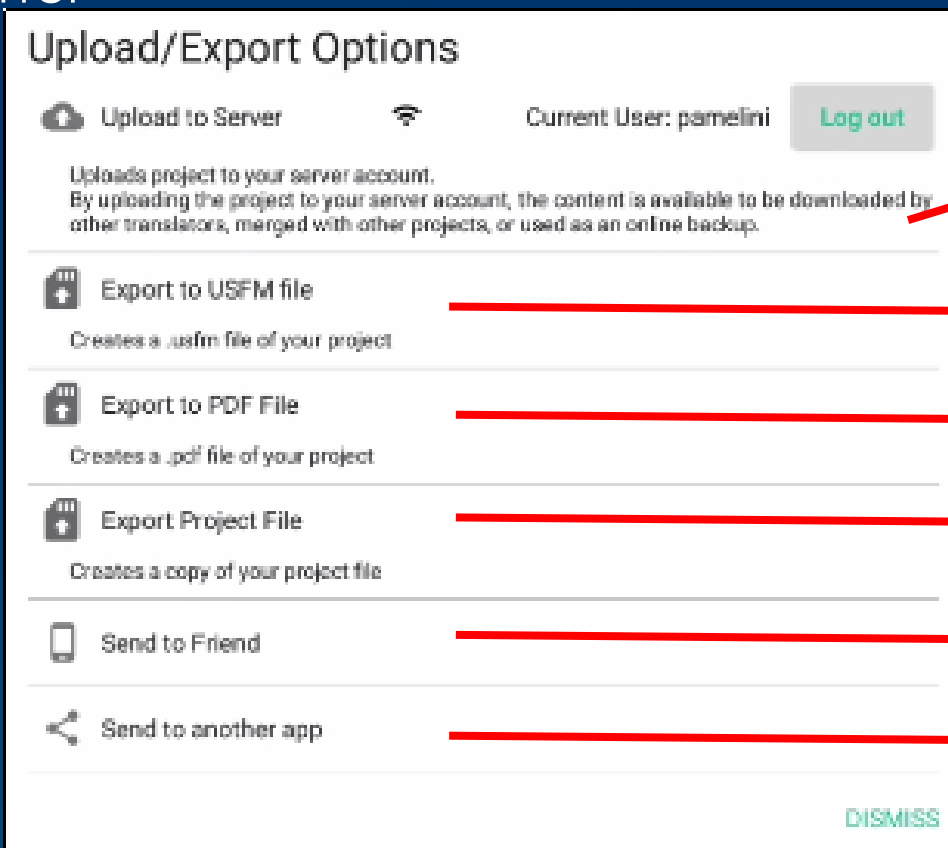 Upload/Export Options
Upload to Server
Current User: pamelini
Log out
Uploads project to your server account.
By uploading the project to your server account, the content is available to be downloaded by
other translators, merged with other projects, or used as an online backup.
Export to USFM file
Creates a .usfm file of your project
Export to PDF File
Creates a .pdf file of your project
Export Project File
Creates a copy of your project file
Send to Friend
Send to another app
DISMISS